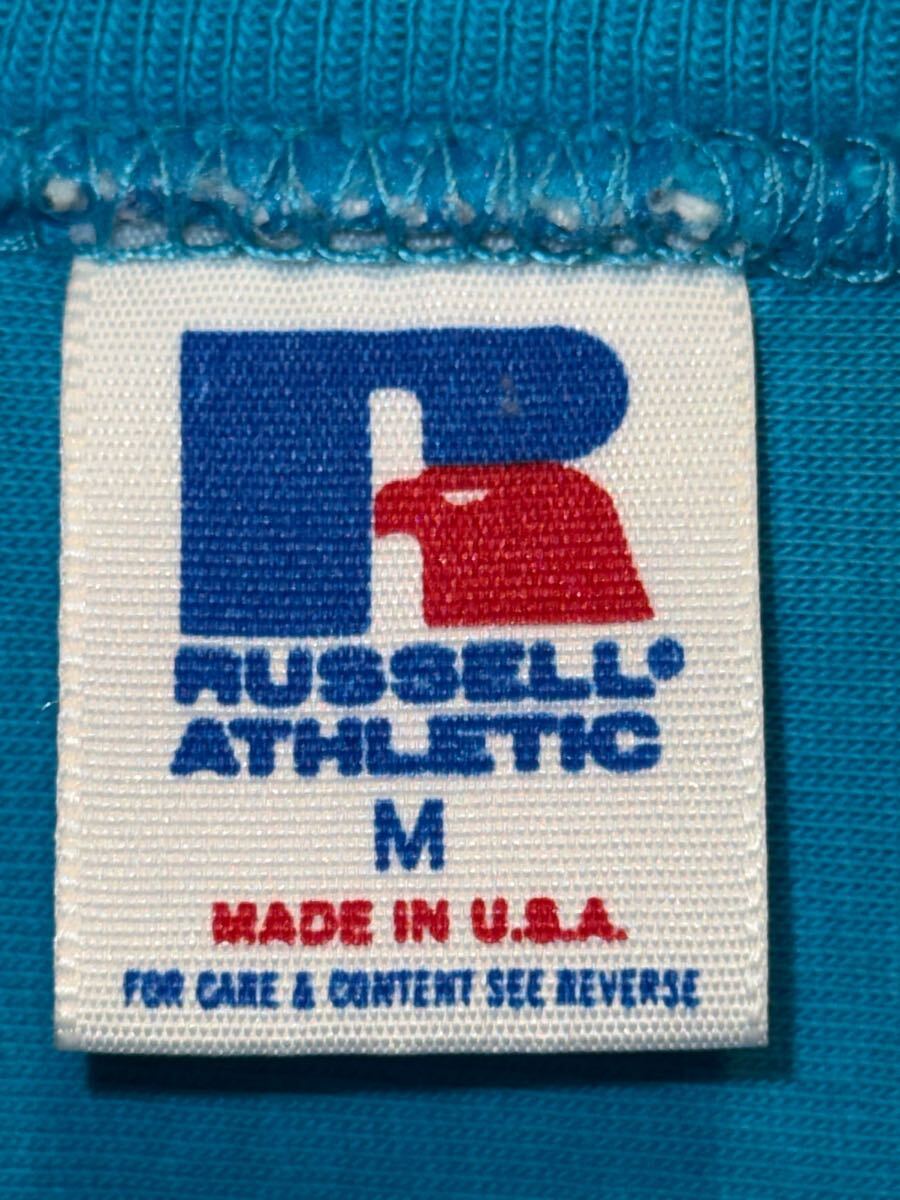 R
RUSSELL®
ATHLETIC
M
MADE IN U.S.A.
FOR CARE & CONTENT SEE REVERSE